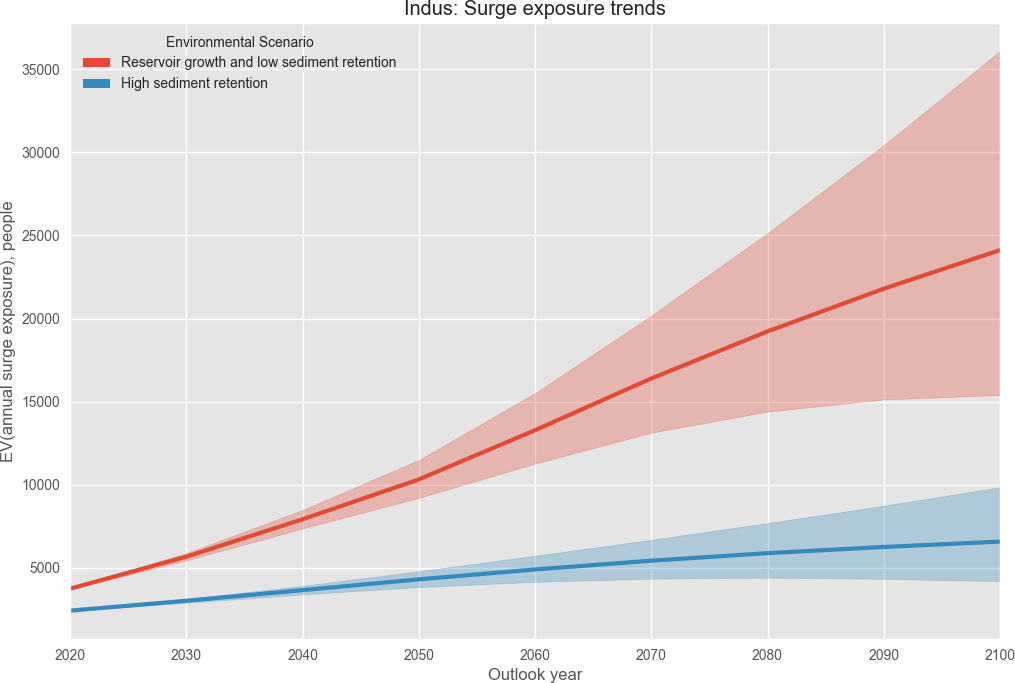 Indus: Surge exposure trends
Environmental Scenario
Reservoir growth and low sediment retention
High sediment retention
EV(annual surge exposure), people
35000
30000
25000
20000
15000
10000
5000
2020 2030 2040 2050 2060 2070 2080 2090 2100
Outlook year